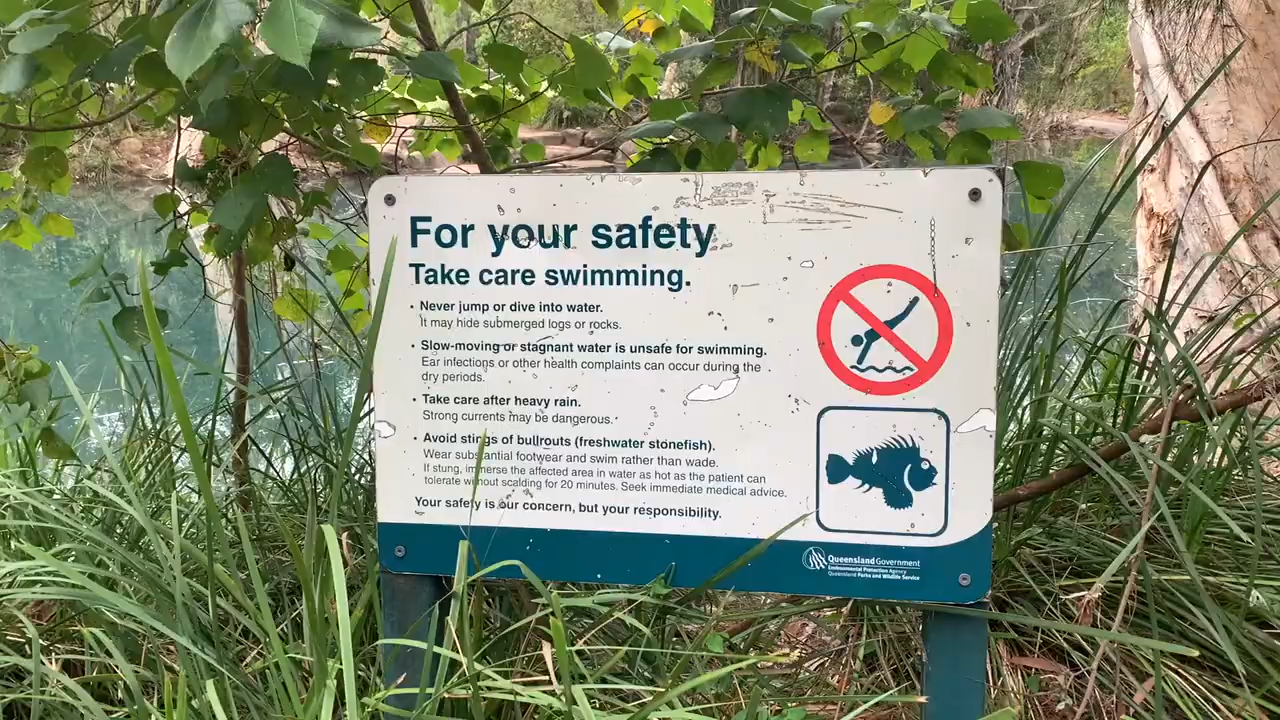 For your safety
Take care swimming.
• Never jump or dive into water.
It may hide submerged logs or rocks.
• Slow-moving or stagnant water is unsafe for swimming.
Ear infections or other health complaints can occur during the
dry periods.
• Take care after heavy rain.
Strong currents may be dangerous.
• Avoid stings of bullrouts (freshwater stonefish).
Wear substantial footwear and swim rather than wade.
If stung, immerse the affected area in water as hot as the patient can
tolerate without scalding for 20 minutes. Seek immediate medical advice.
Your safety is our concern, but your responsibility.
Queensland Government
Environmental Protection Agency
Queensland Parks and Wildlife Service